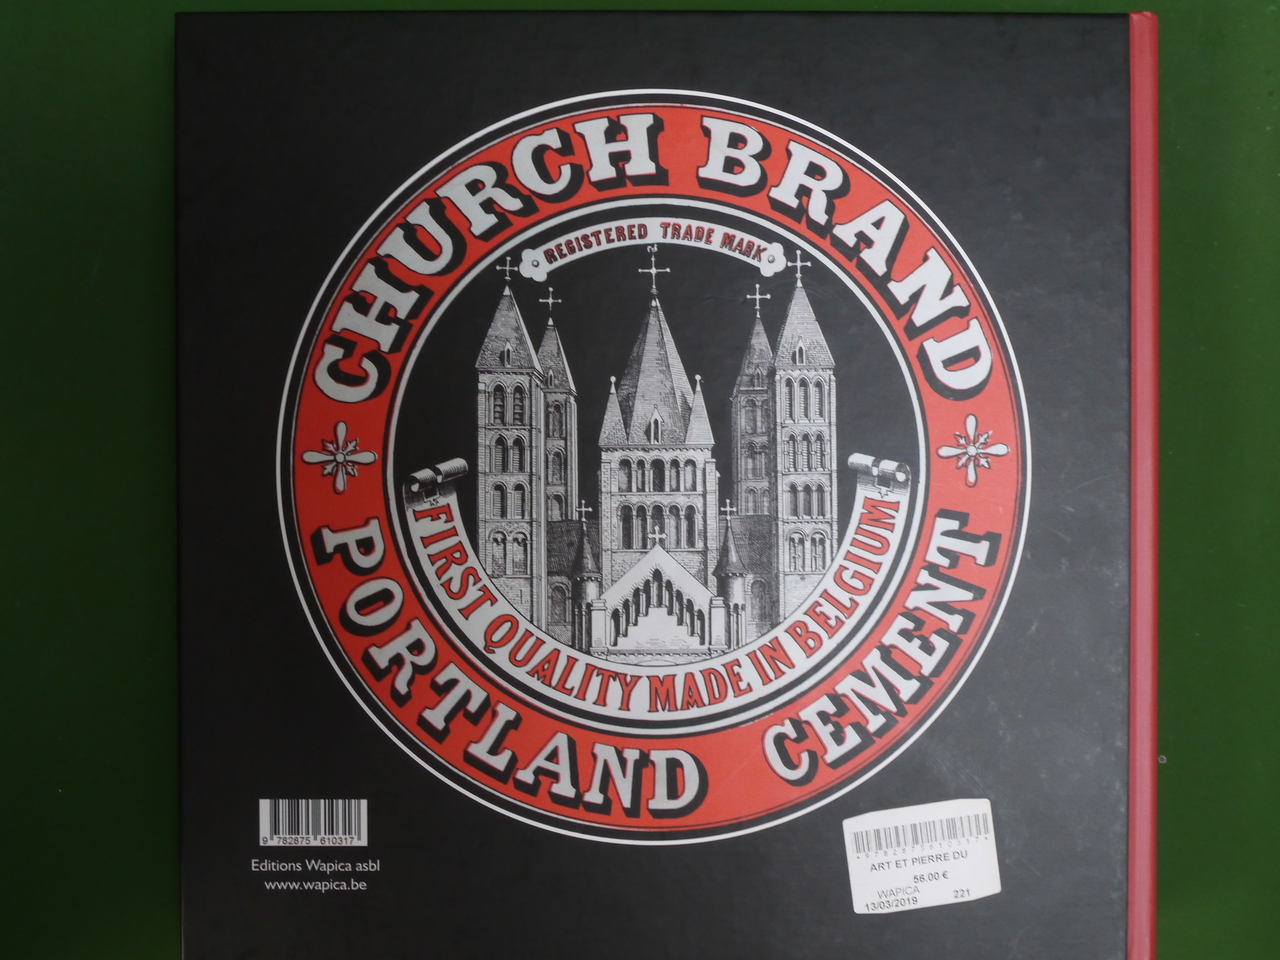 CHURCH BRAND
REGISTERED TRADE MARK
FIRST QUALITY MADE IN BELGIUM
PORTLAND CEMENT
9 782875 610317
Editions Wapica asbl
www.wapica.be
*9782875610317*
ART ET PIERRE DU
56.00 €
WAPICA
13/03/2019 221